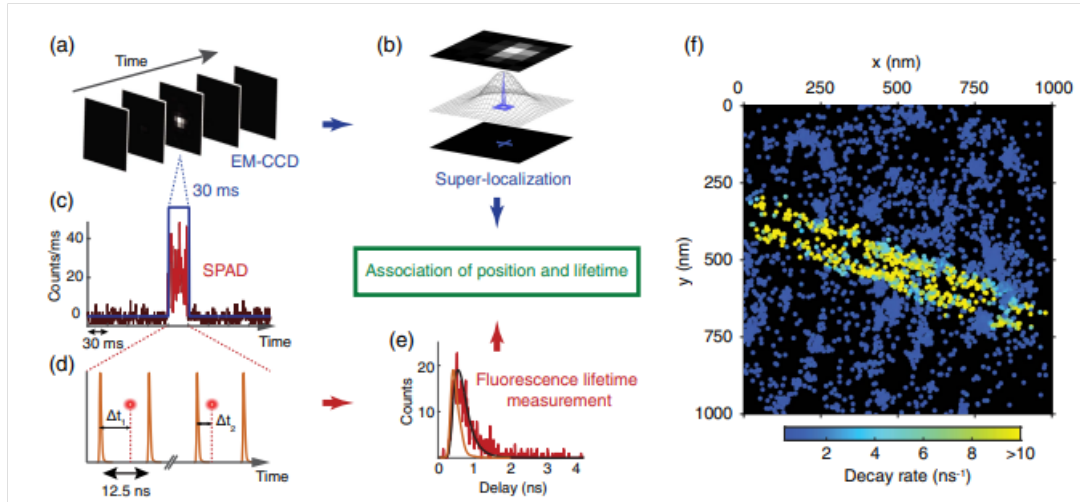 (a)
Time
EM-CCD
30 ms
(b)
Super-localization
(c)
Counts/ms
40
20
0
SPAD
30 ms
Time
Association of position and lifetime
(d)
Δt₁
Δt₂
12.5 ns
Time
(e)
Counts
20
10
0
1
2
3
4
Delay (ns)
Fluorescence lifetime
measurement
(f)
x (nm)
0
250
500
750
1000
y (nm)
0
250
500
750
1000
2
4
6
8
>10
Decay rate (ns⁻¹)